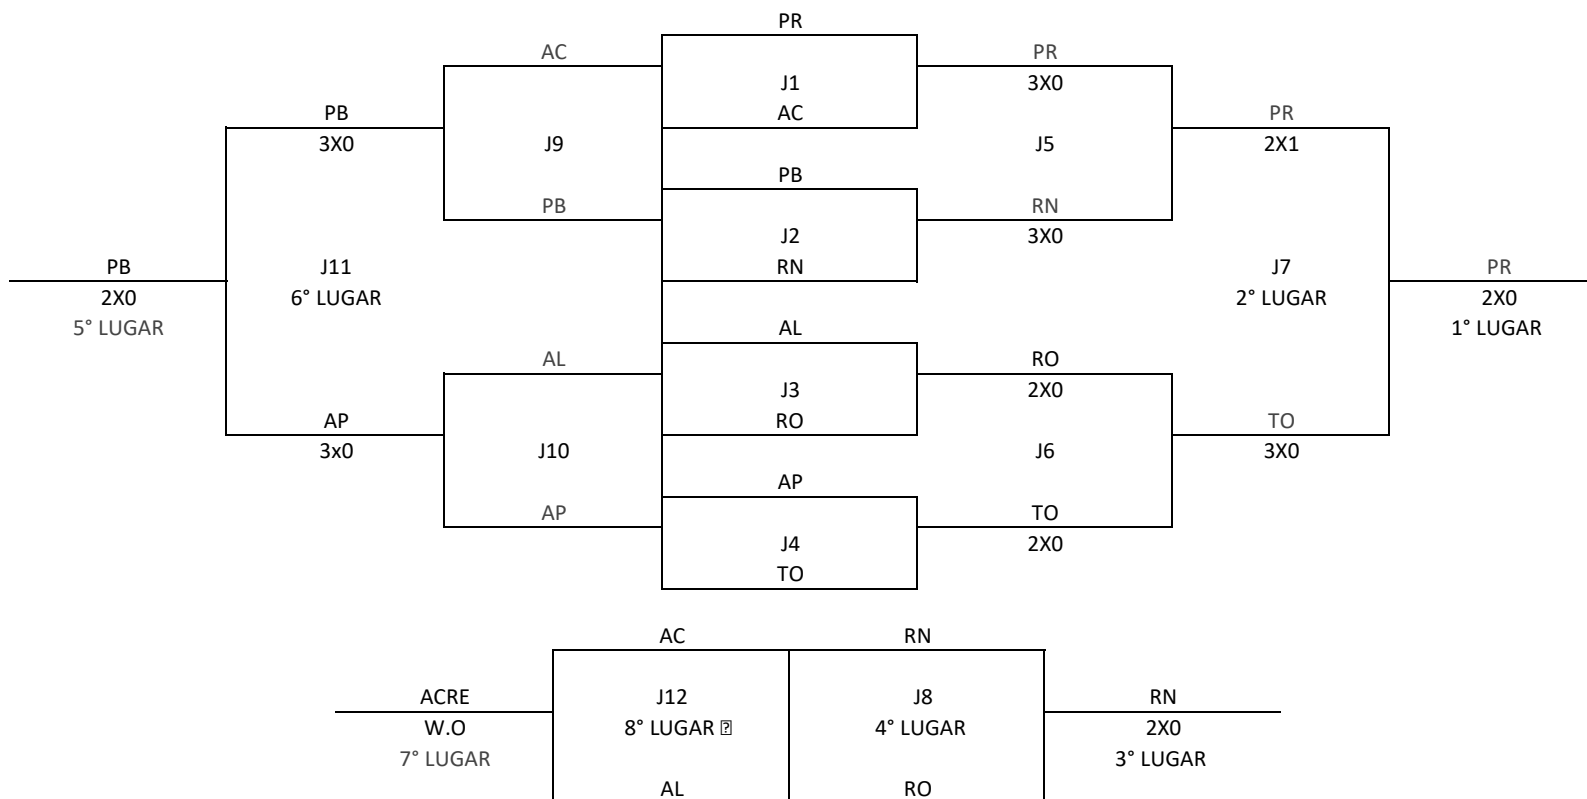 PR
AC PR
J1 3X0
PB AC PR
3X0 J9 J5 2X1
PB
PB RN
J2 3X0
PB J11 RN J7 PR
2X0 6° LUGAR 2° LUGAR 2X0
5° LUGAR AL 1° LUGAR
AL RO
J3 2X0
AP RO TO
3x0 J10 J6 3X0
AP
AP TO
J4 2X0
TO
AC RN
ACRE J12 J8 RN
W.O 8° LUGAR 4° LUGAR 2X0
7° LUGAR 3° LUGAR
AL RO